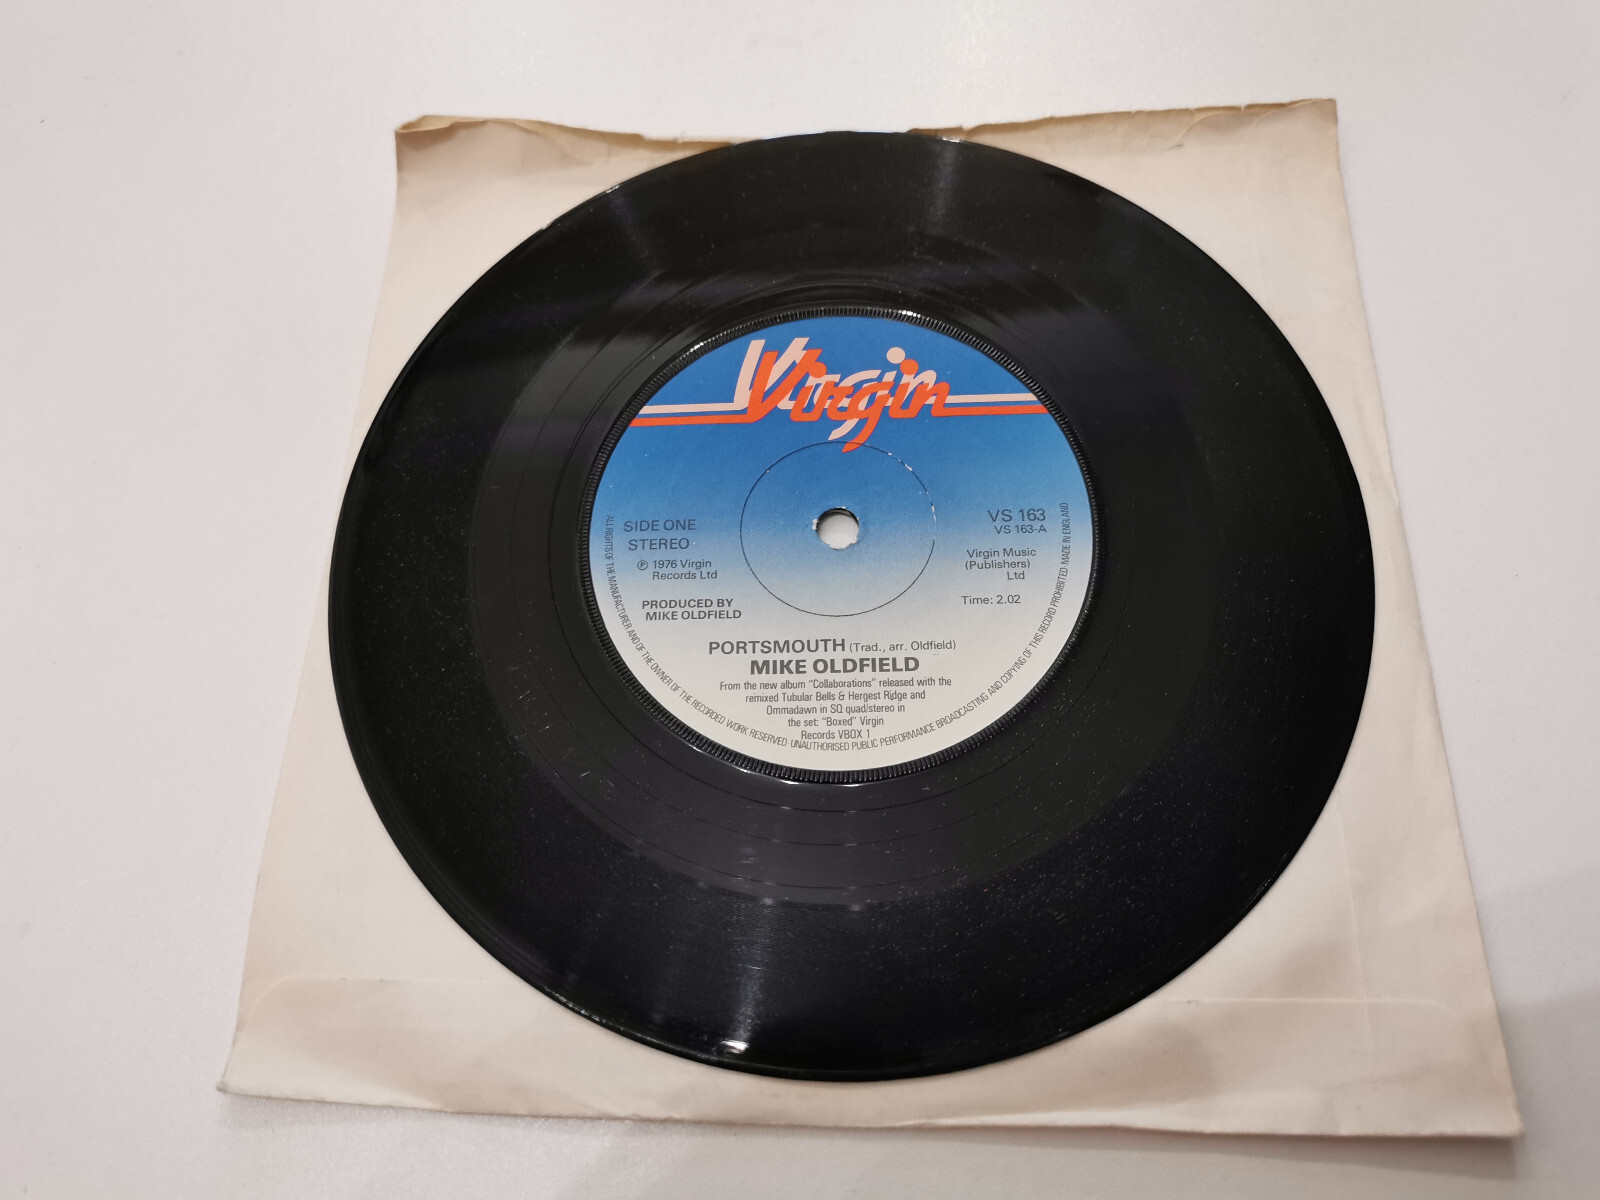 Virgin
SIDE ONE
STEREO
℗ 1976 Virgin
Records Ltd
PRODUCED BY
MIKE OLDFIELD
VS 163
VS 163-A
Virgin Music
(Publishers)
Ltd
Time: 2.02
PORTSMOUTH (Trad., arr. Oldfield)
MIKE OLDFIELD
From the new album "Collaborations" released with the
remixed Tubular Bells & Hergest Ridge and
Ommadawn in SQ quad/stereo in
the set: "Boxed" Virgin
Records VBOX 1
ALL RIGHTS OF THE MANUFACTURER AND OF THE OWNER OF THE RECORDED WORK RESERVED · UNAUTHORISED PUBLIC PERFORMANCE BROADCASTING AND COPYING OF THIS RECORD PROHIBITED MADE IN ENGLAND